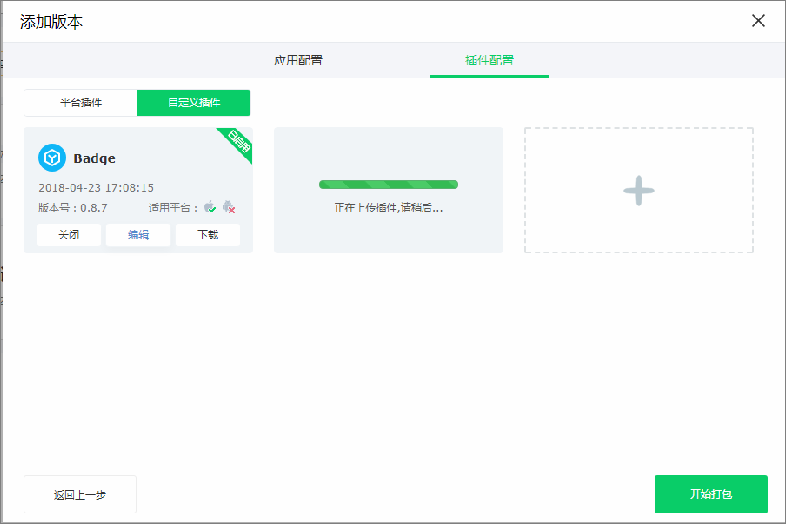 添加版本
应用配置
插件配置
平台插件
自定义插件
已启用
Badge
2018-04-23 17:08:15
版本号：0.8.7
适用平台：
关闭
编辑
下载
正在上传插件,请稍后...
返回上一步
开始打包